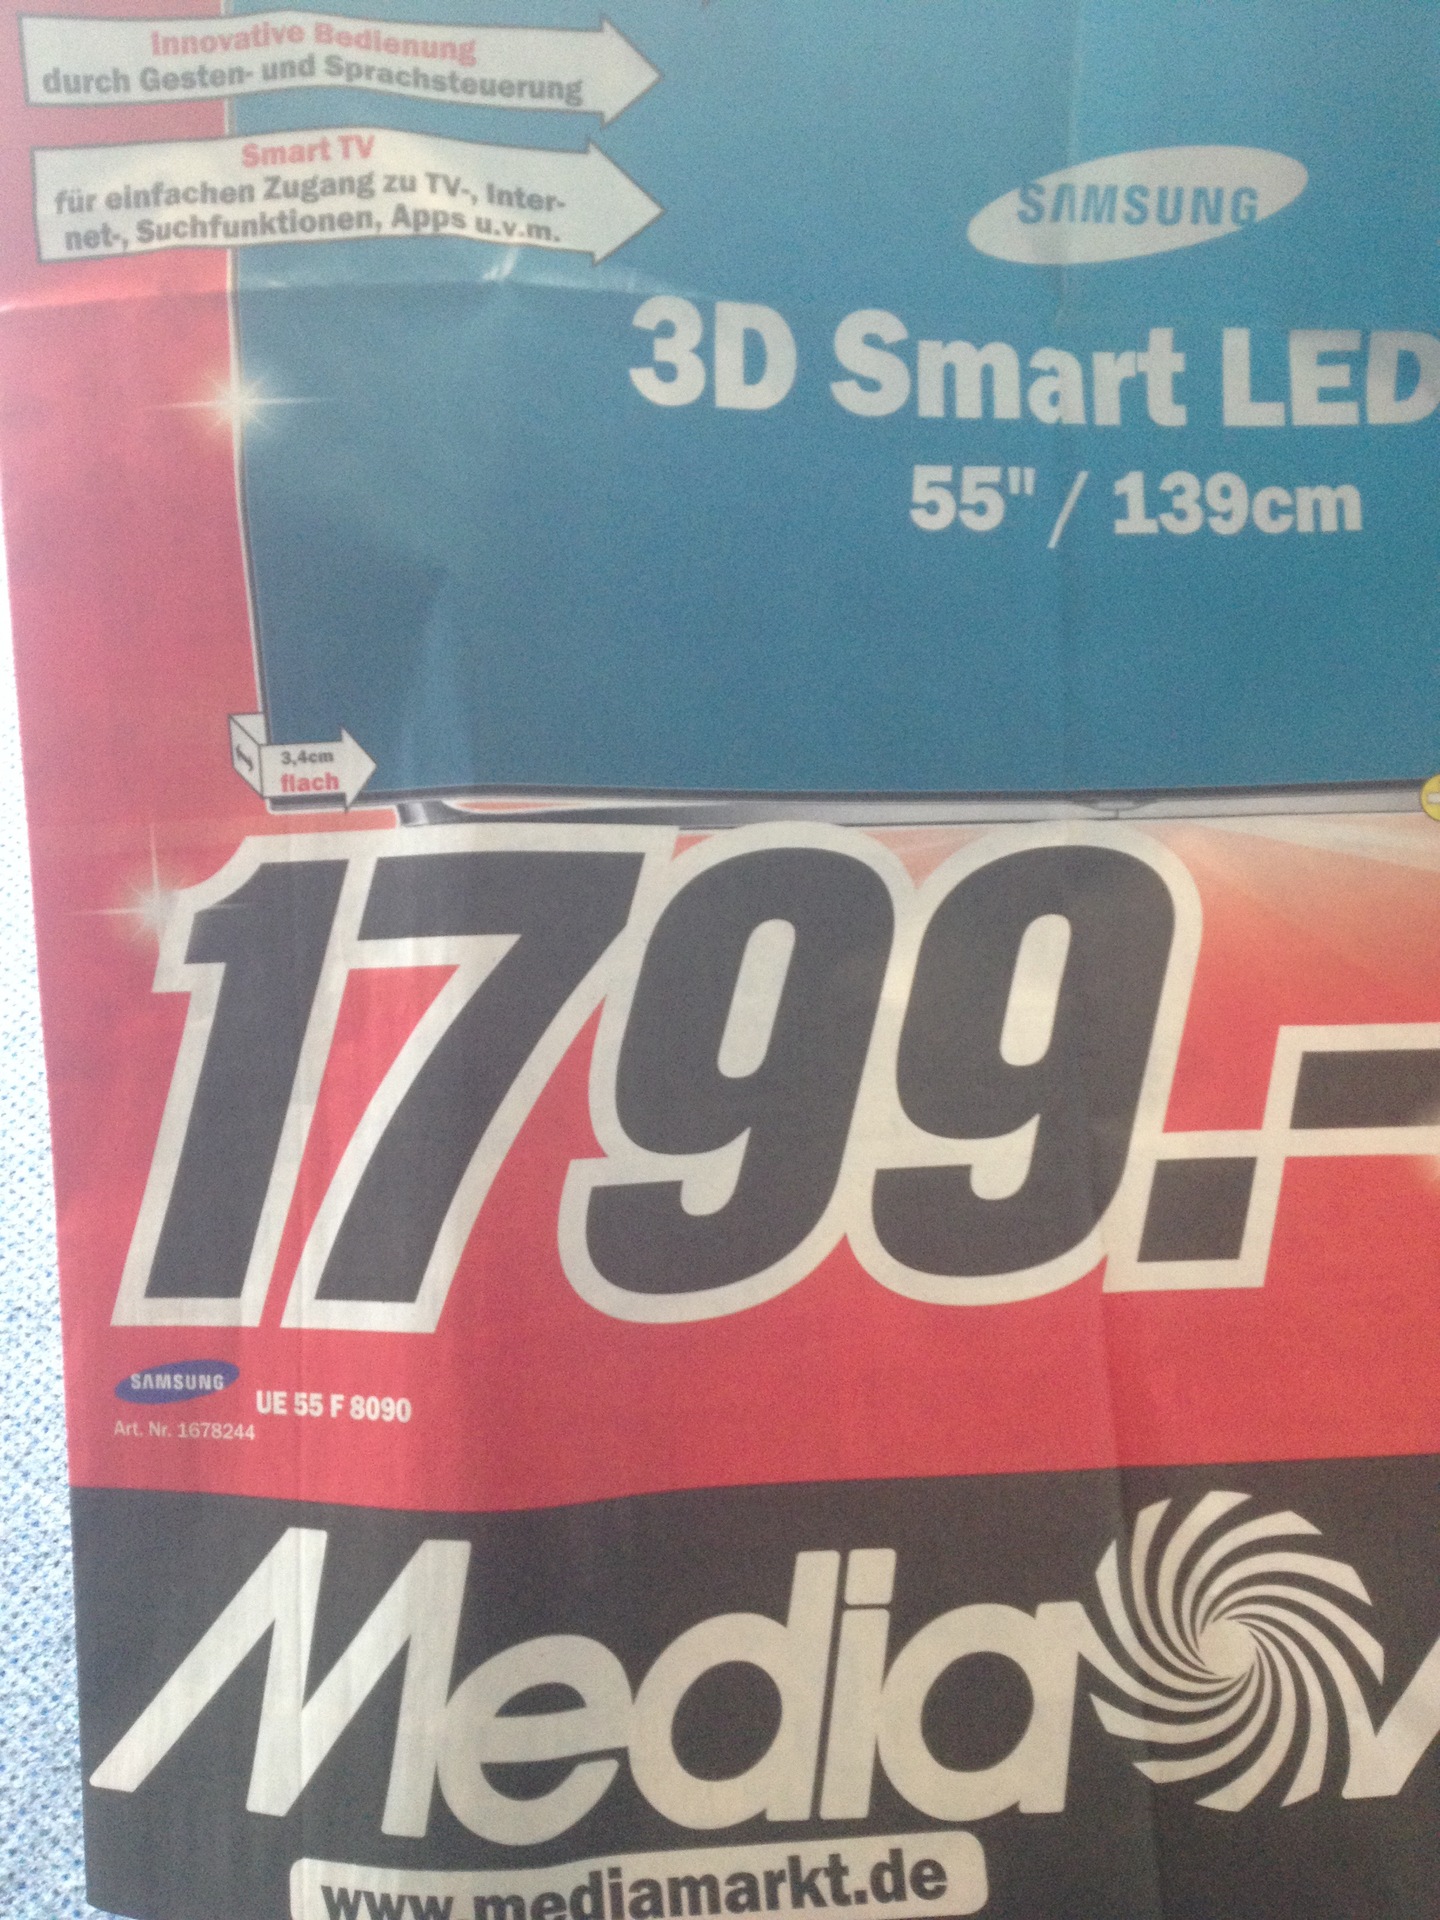 Innovative Bedienung
durch Gesten- und Sprachsteuerung
Smart TV
für einfachen Zugang zu TV-, Inter-
net-, Suchfunktionen, Apps u.v.m.
SAMSUNG
3D Smart LED
55" / 139cm
3,4cm
flach
1799.-
SAMSUNG UE 55 F 8090
Art. Nr. 1678244
Media
www.mediamarkt.de